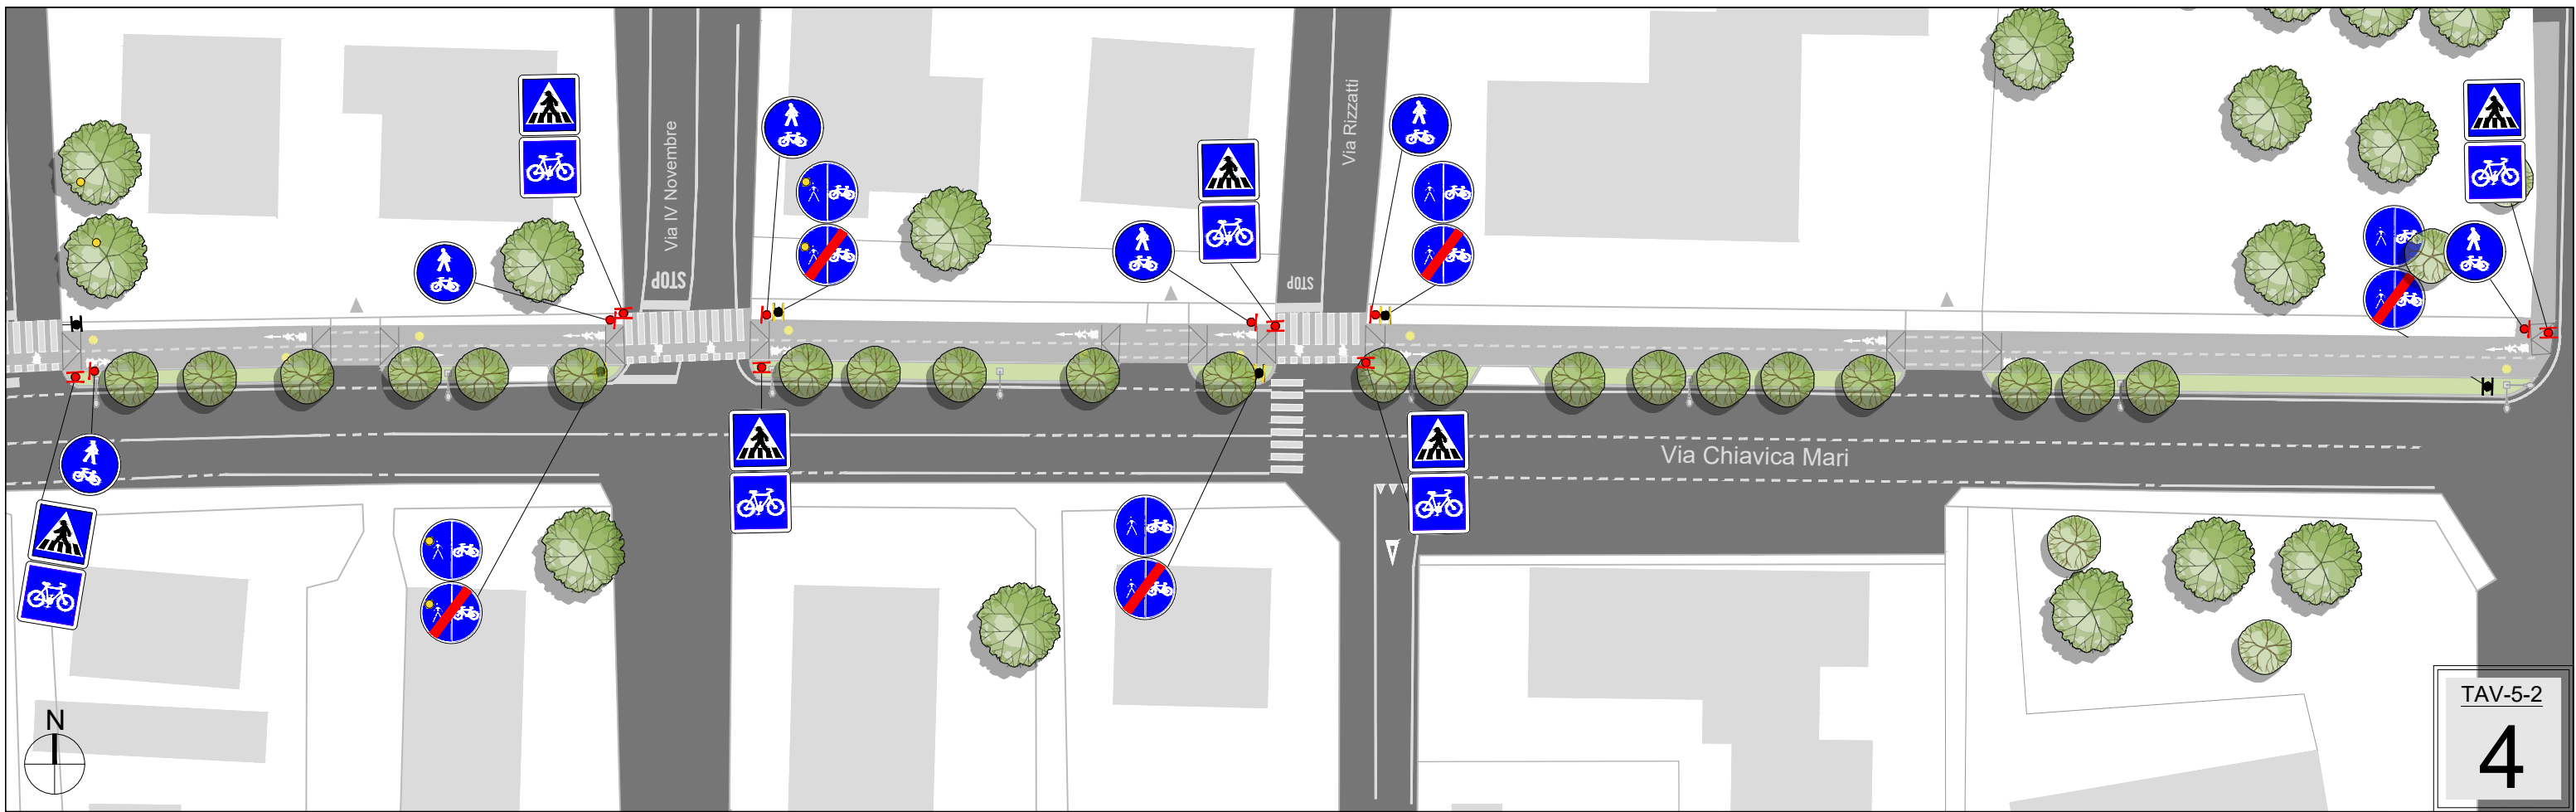 Via IV Novembre
Via Rizzatti
STOP
STOP
Via Chiavica Mari
N
TAV-5-2
4